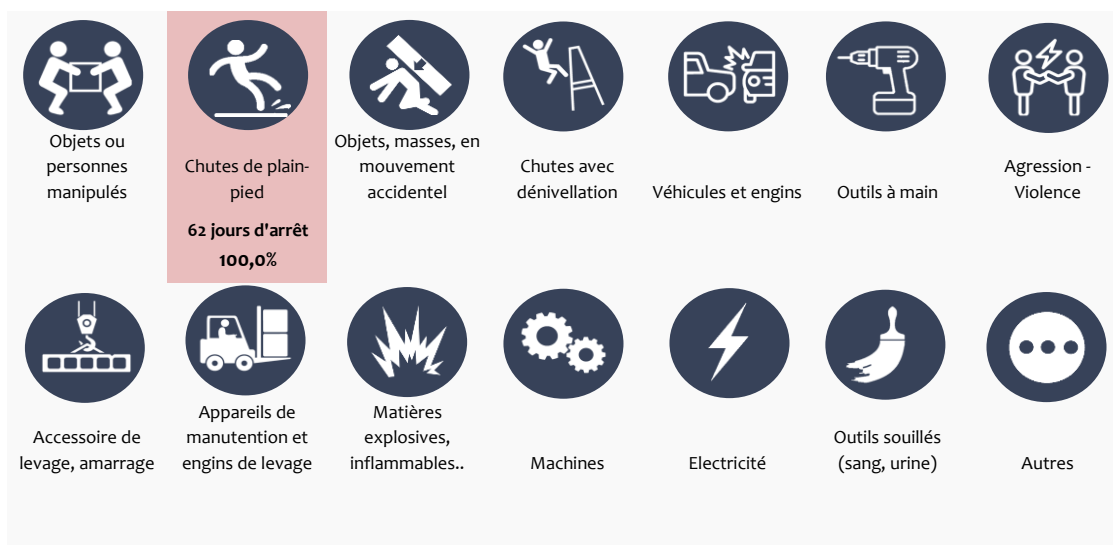 Objets ou
personnes
manipulés
Chutes de plain-
pied
62 jours d'arrêt
100,0%
Objets, masses, en
mouvement
accidentel
Chutes avec
dénivellation
Véhicules et engins
Outils à main
Agression -
Violence
Accessoire de
levage, amarrage
Appareils de
manutention et
engins de levage
Matières
explosives,
inflammables..
Machines
Electricité
Outils souillés
(sang, urine)
Autres